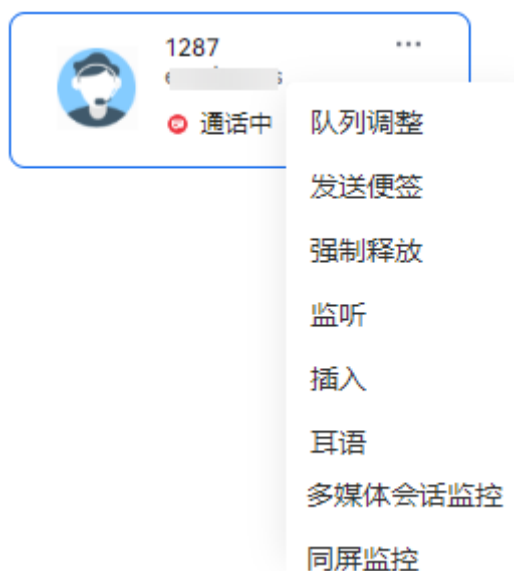 1287
通话中
队列调整
发送便签
强制释放
监听
插入
耳语
多媒体会话监控
同屏监控